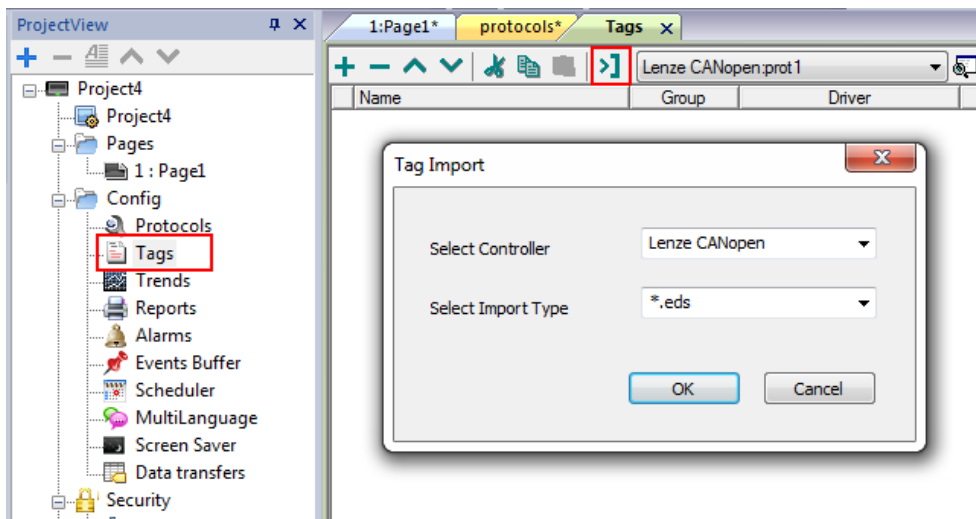 ProjectView
1:Page1*
protocols*
Tags
Lenze CANopen:prot1
Name
Group
Driver
Project4
Project4
Pages
1 : Page1
Config
Protocols
Tags
Trends
Reports
Alarms
Events Buffer
Scheduler
MultiLanguage
Screen Saver
Data transfers
Security
Tag Import
Select Controller
Lenze CANopen
Select Import Type
*.eds
OK
Cancel